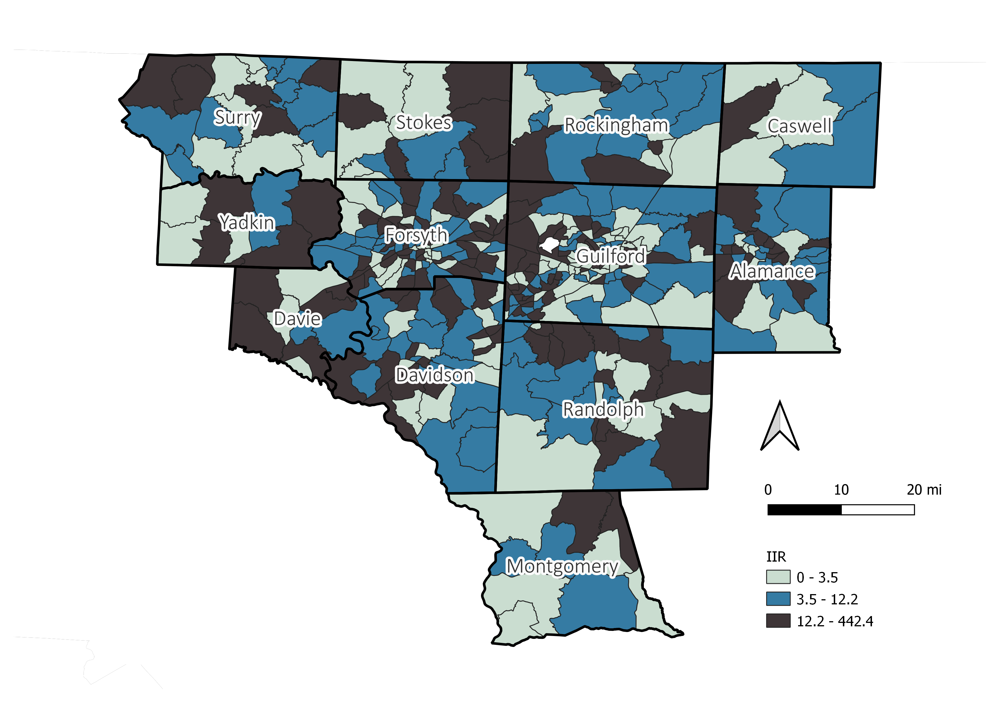 Surry
Stokes
Rockingham
Caswell
Yadkin
Forsyth
Guilford
Alamance
Davie
Davidson
Randolph
Montgomery
0 10 20 mi
IIR
0 - 3.5
3.5 - 12.2
12.2 - 442.4